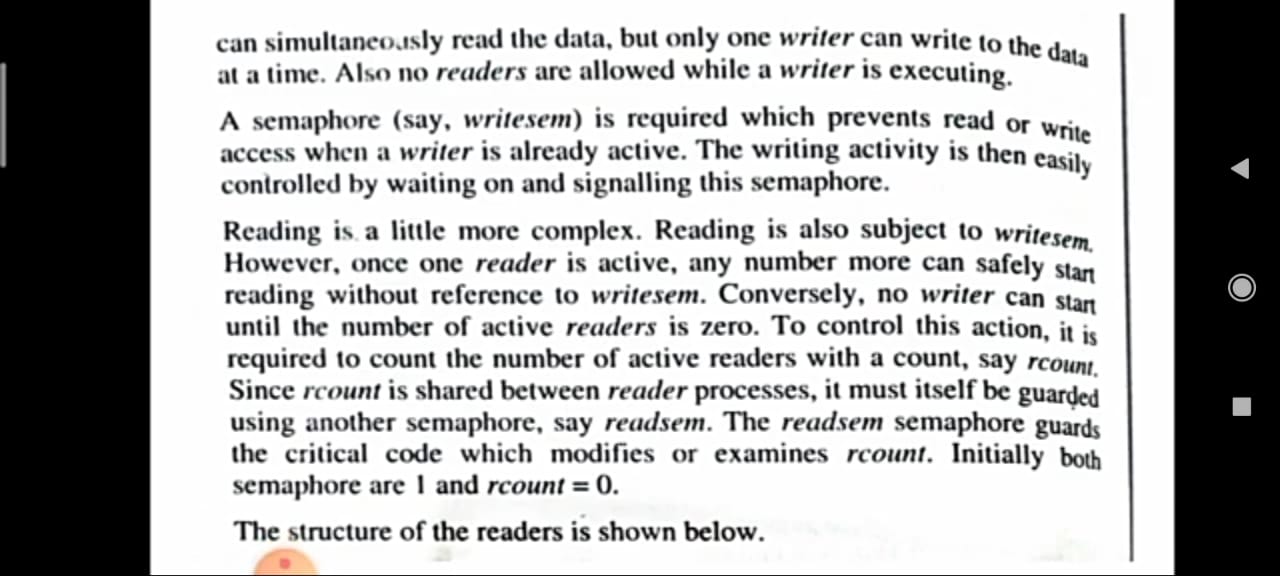 can simultaneously read the data, but only one writer can write to the data
at a time. Also no readers are allowed while a writer is executing.
A semaphore (say, writesem) is required which prevents read or write
access when a writer is already active. The writing activity is then easily
controlled by waiting on and signalling this semaphore.
Reading is a little more complex. Reading is also subject to writesem.
However, once one reader is active, any number more can safely start
reading without reference to writesem. Conversely, no writer can start
until the number of active readers is zero. To control this action, it is
required to count the number of active readers with a count, say rcount.
Since rcount is shared between reader processes, it must itself be guarded
using another semaphore, say readsem. The readsem semaphore guards
the critical code which modifies or examines rcount. Initially both
semaphore are 1 and rcount = 0.
The structure of the readers is shown below.